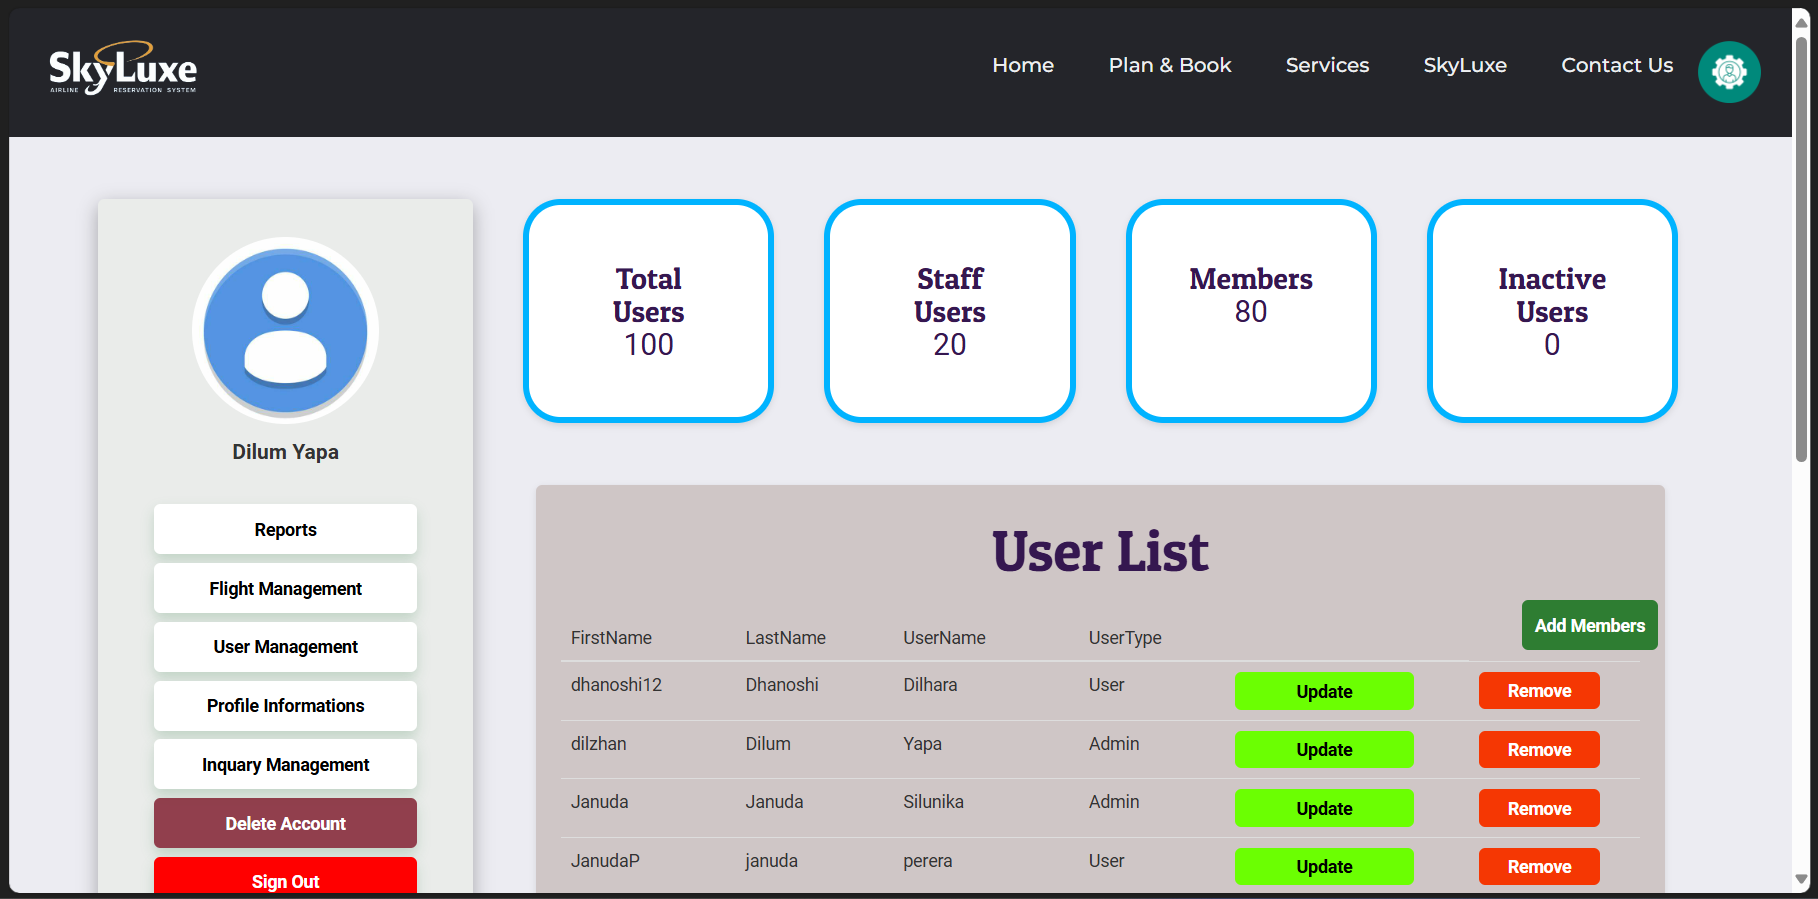 SkyLuxe
AIRLINE RESERVATION SYSTEM
Home Plan & Book Services SkyLuxe Contact Us
Dilum Yapa
Reports
Flight Management
User Management
Profile Informations
Inquary Management
Delete Account
Sign Out
Total
Users
100
Staff
Users
20
Members
80
Inactive
Users
0
User List
Add Members
FirstName LastName UserName UserType
dhanoshi12 Dhanoshi Dilhara User Update Remove
dilzhan Dilum Yapa Admin Update Remove
Januda Januda Silunika Admin Update Remove
JanudaP januda perera User Update Remove